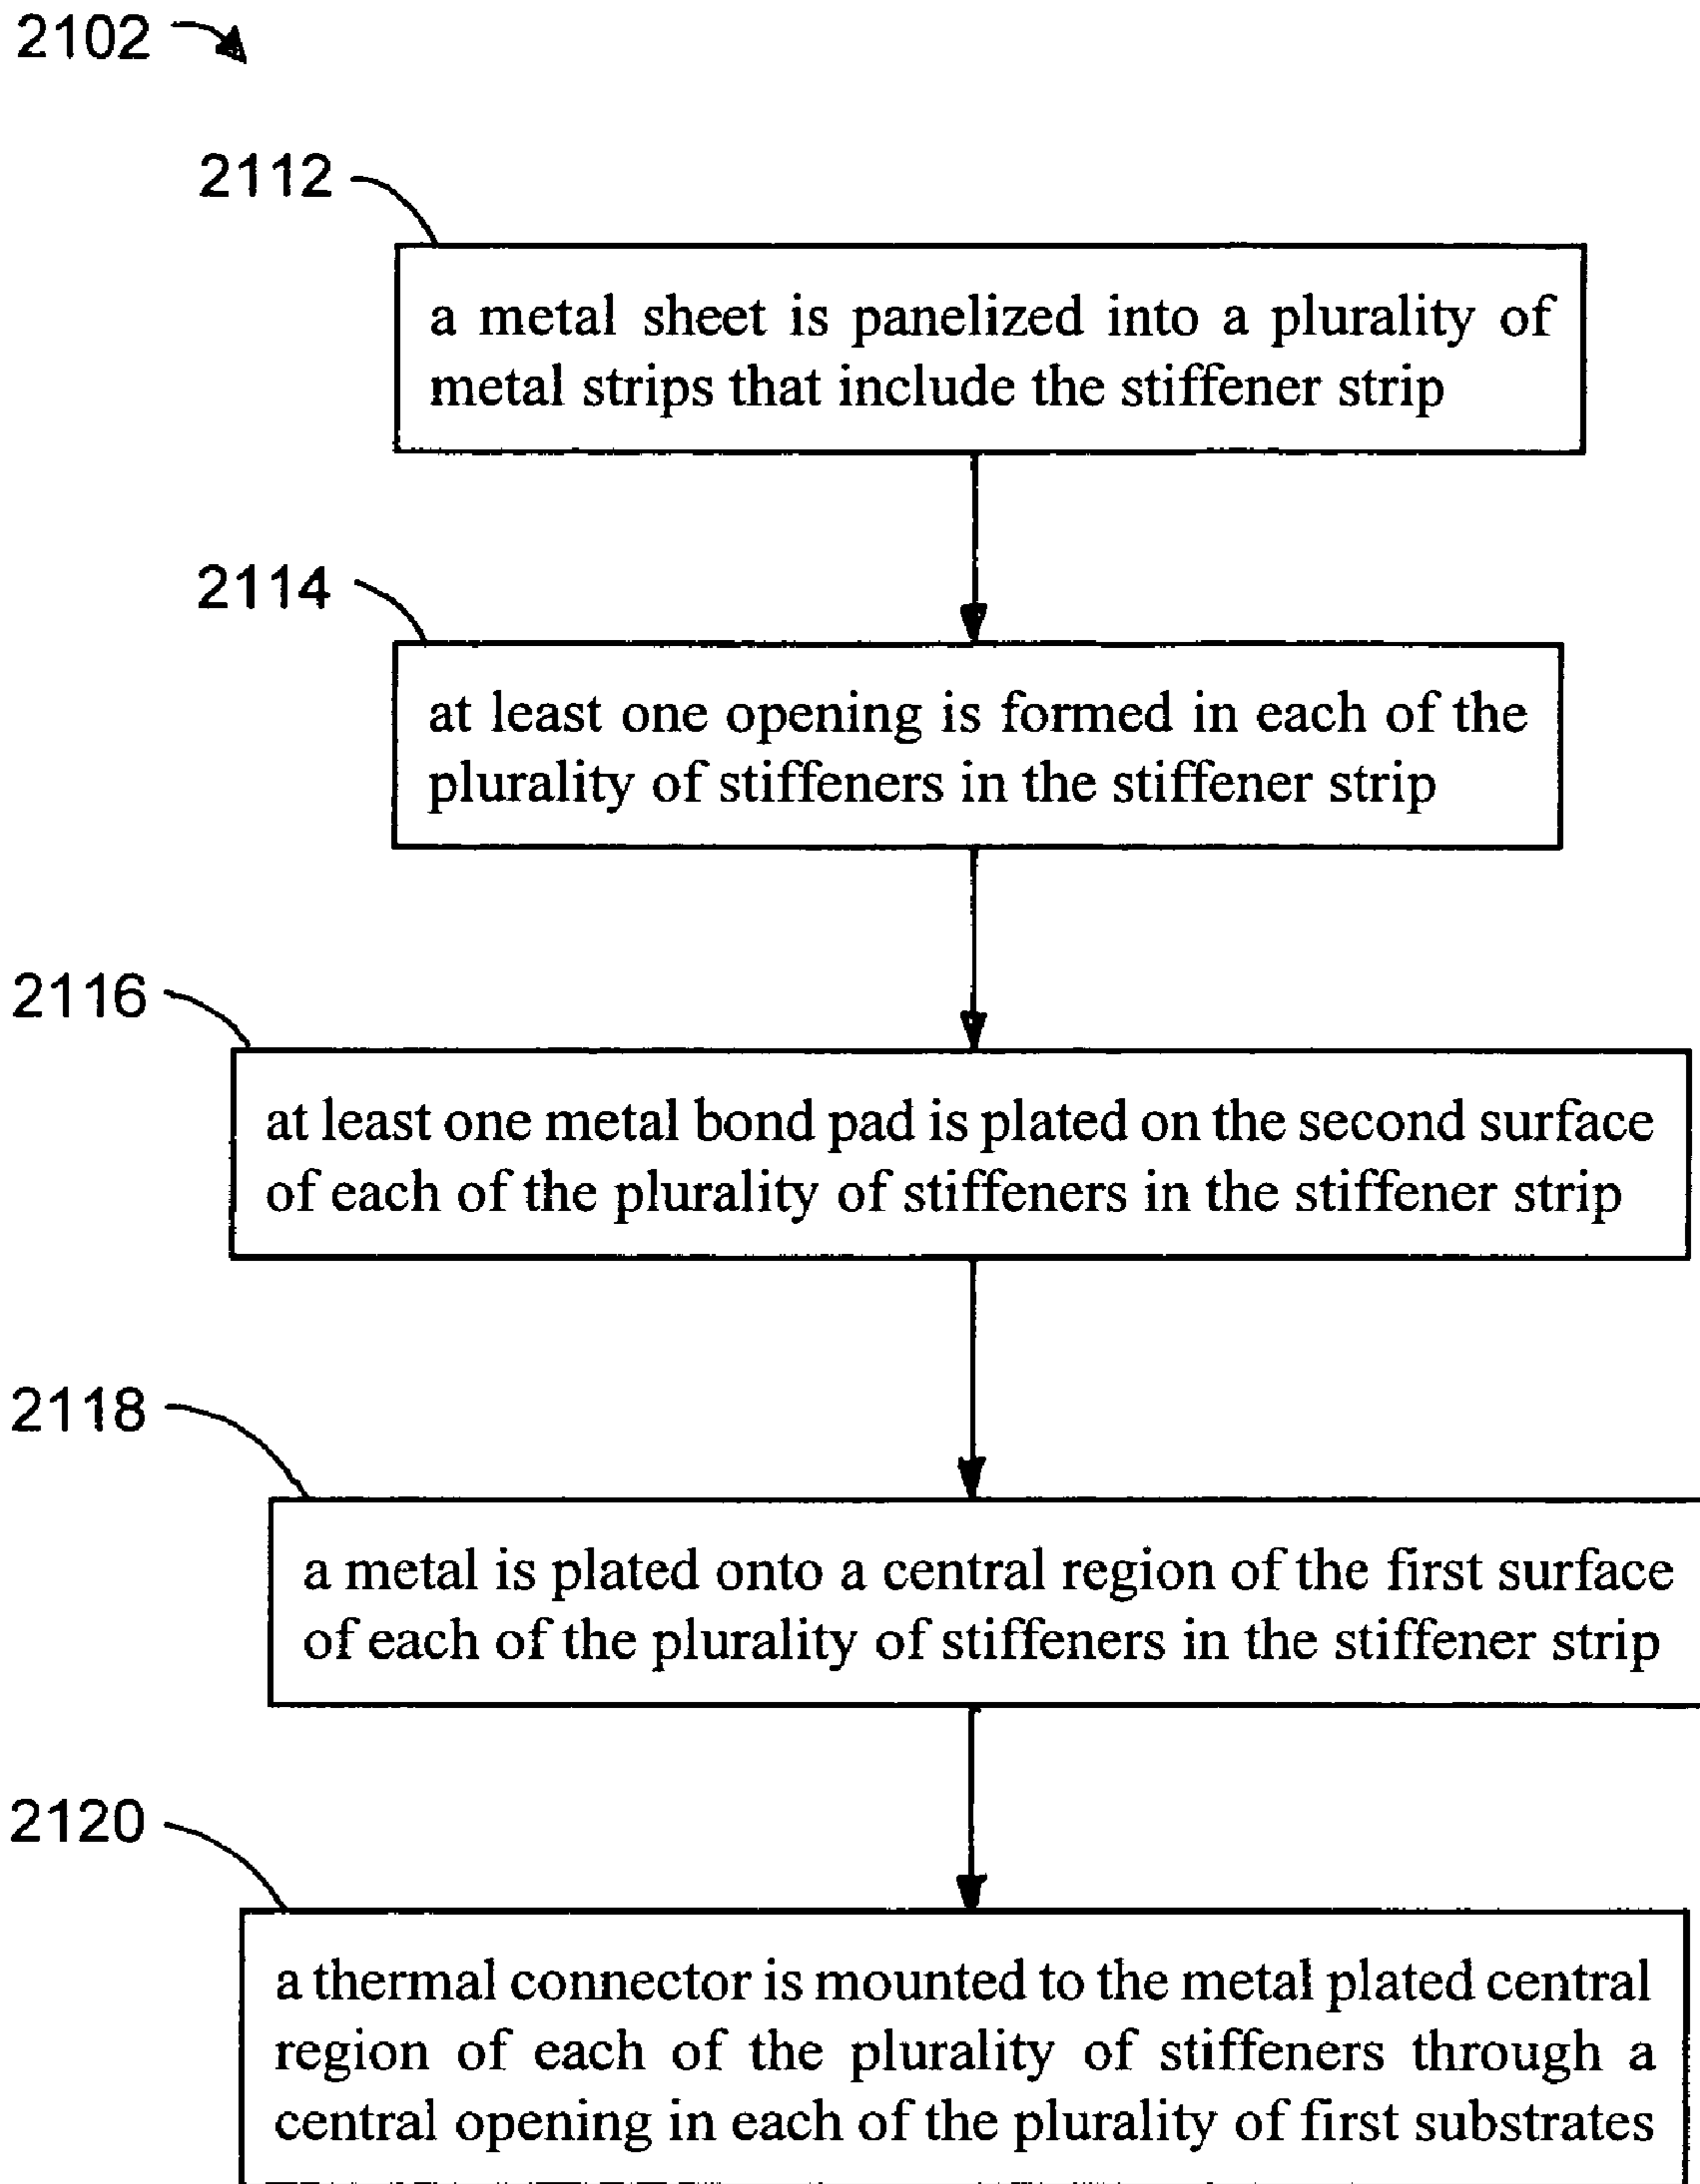 2102
2112
a metal sheet is panelized into a plurality of
metal strips that include the stiffener strip
2114
at least one opening is formed in each of the
plurality of stiffeners in the stiffener strip
2116
at least one metal bond pad is plated on the second surface
of each of the plurality of stiffeners in the stiffener strip
2118
a metal is plated onto a central region of the first surface
of each of the plurality of stiffeners in the stiffener strip
2120
a thermal connector is mounted to the metal plated central
region of each of the plurality of stiffeners through a
central opening in each of the plurality of first substrates